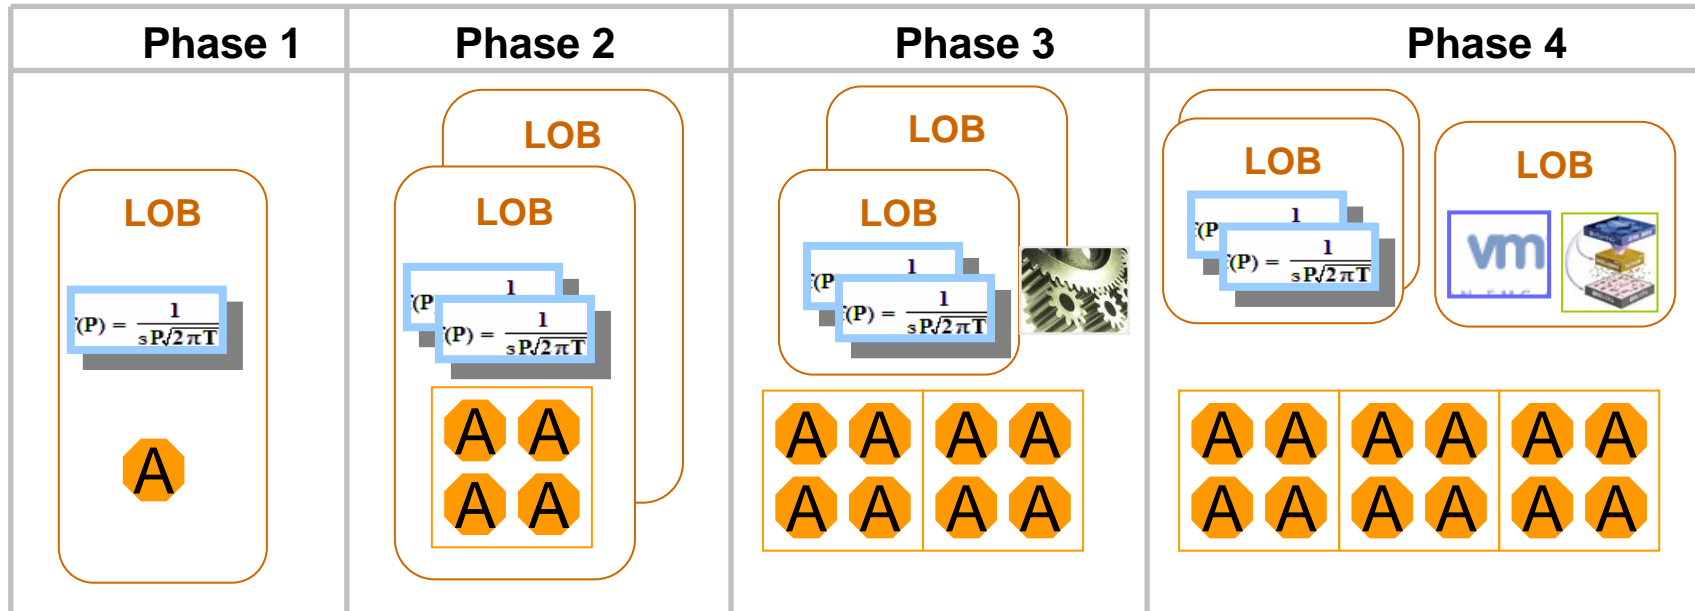 Phase 1
Phase 2
Phase 3
Phase 4
LOB
f(P) = 1
sP√2πT
A
LOB
LOB
f(P) 1
f(P) = 1
sP√2πT
A A
A A
LOB
LOB
f(P 1
f(P) = 1
sP√2πT
A A A A
A A A A
LOB
f(P 1
f(P) = 1
sP√2πT
LOB
vm
A A A A A A
A A A A A A